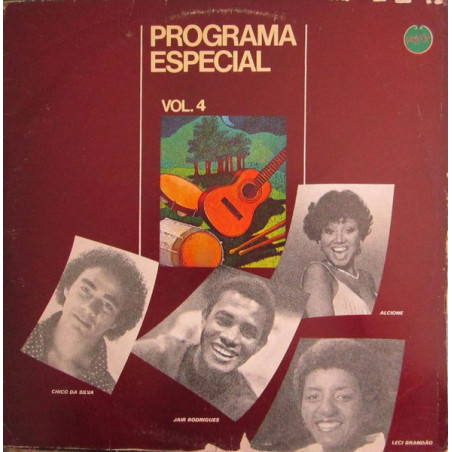 PROGRAMA
ESPECIAL
VOL. 4
ALCIONE
CHICO DA SILVA
JAIR RODRIGUES
LECI BRANDÃO